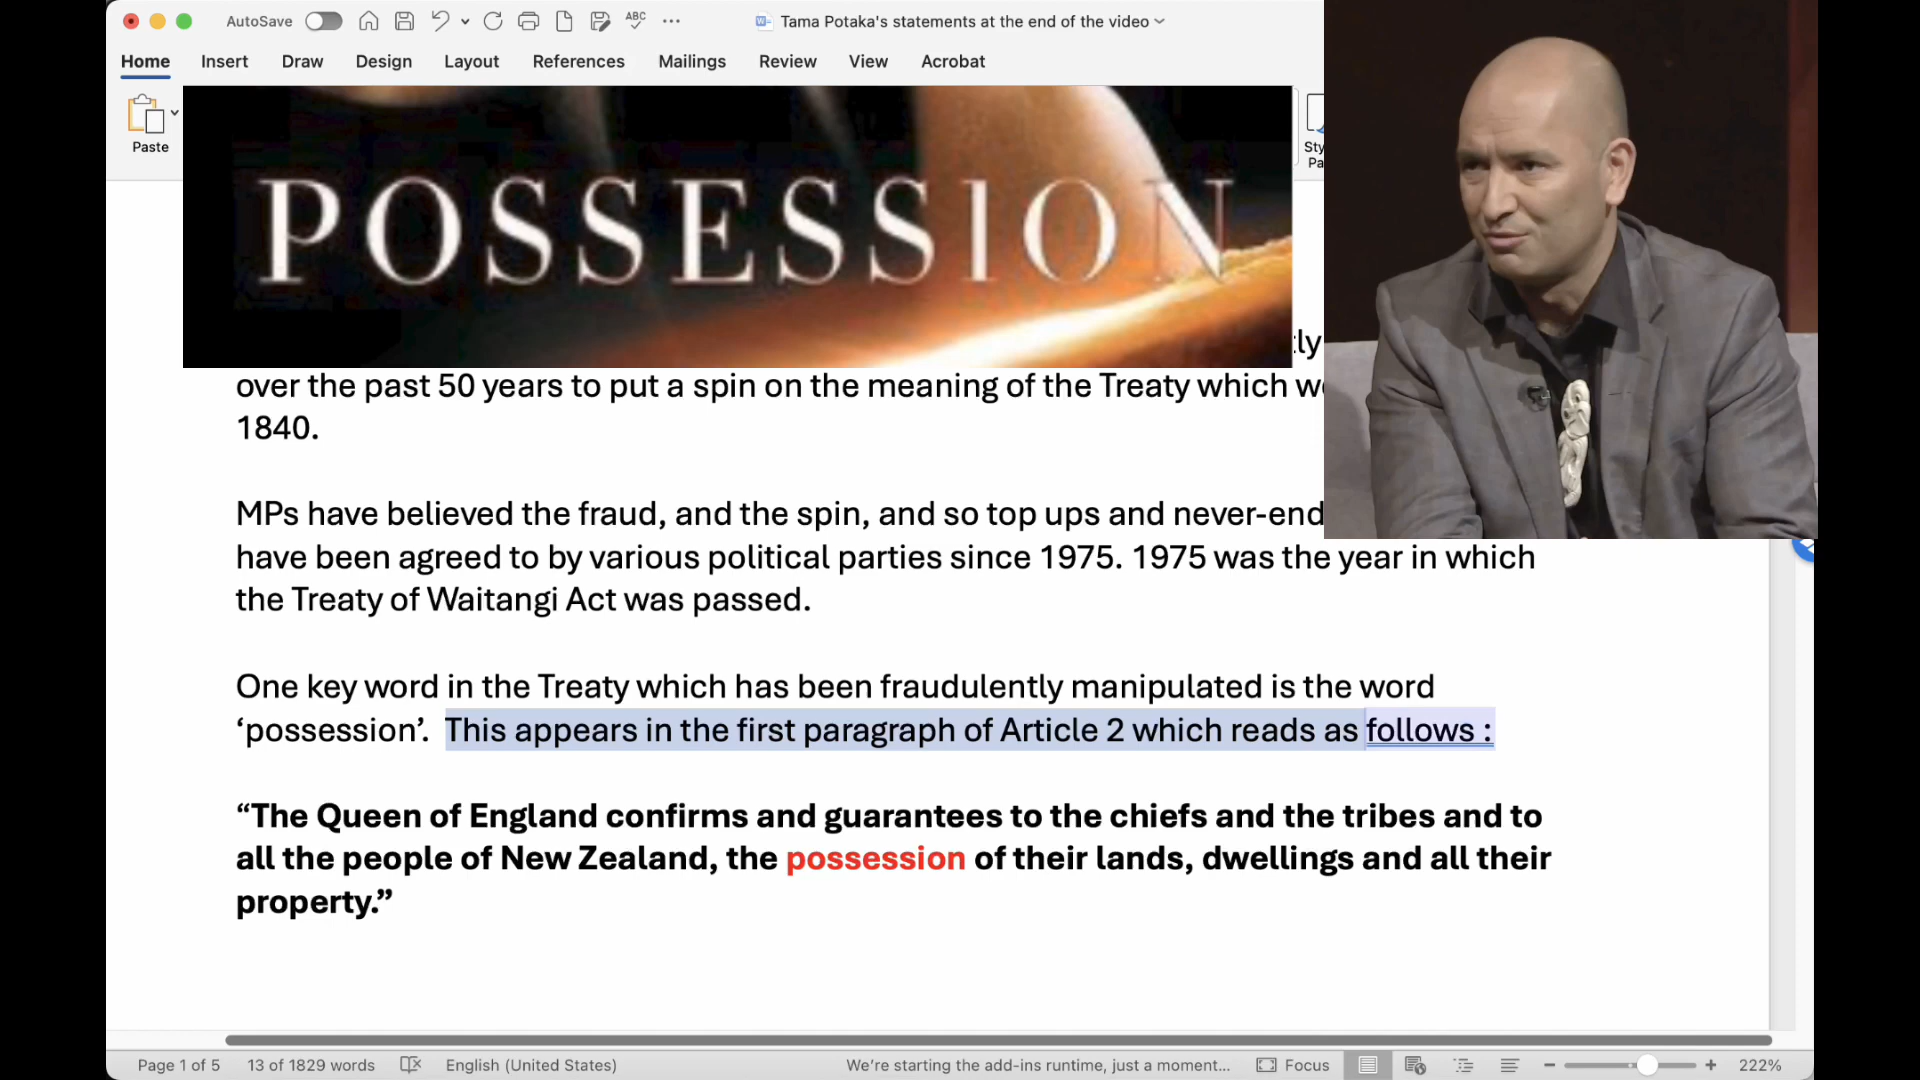 AutoSave
ABC
Tama Potaka's statements at the end of the video
Home Insert Draw Design Layout References Mailings Review View Acrobat
Paste
POSSESSION
Sty
Pa
tly
over the past 50 years to put a spin on the meaning of the Treaty which w
1840.
MPs have believed the fraud, and the spin, and so top ups and never-end
have been agreed to by various political parties since 1975. 1975 was the year in which
the Treaty of Waitangi Act was passed.
One key word in the Treaty which has been fraudulently manipulated is the word
‘possession’. This appears in the first paragraph of Article 2 which reads as follows :
“The Queen of England confirms and guarantees to the chiefs and the tribes and to
all the people of New Zealand, the possession of their lands, dwellings and all their
property.”
Page 1 of 5 13 of 1829 words English (United States) We're starting the add-ins runtime, just a moment... Focus 222%